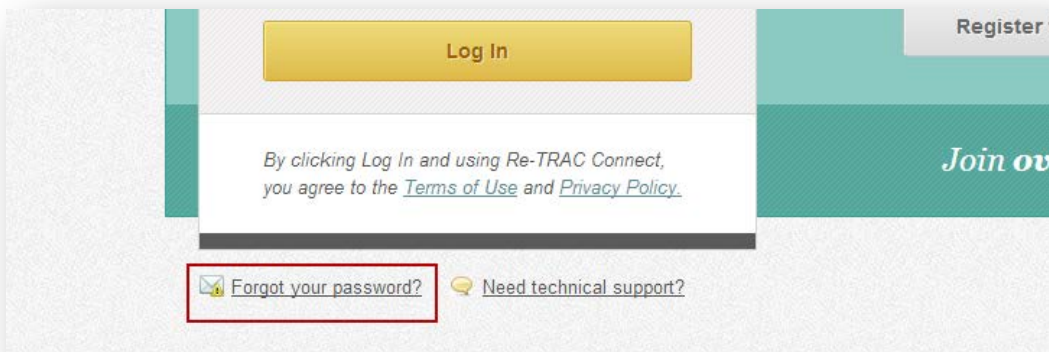 Log In
Register
By clicking Log In and using Re-TRAC Connect,
you agree to the Terms of Use and Privacy Policy.
Join
Forgot your password?
Need technical support?